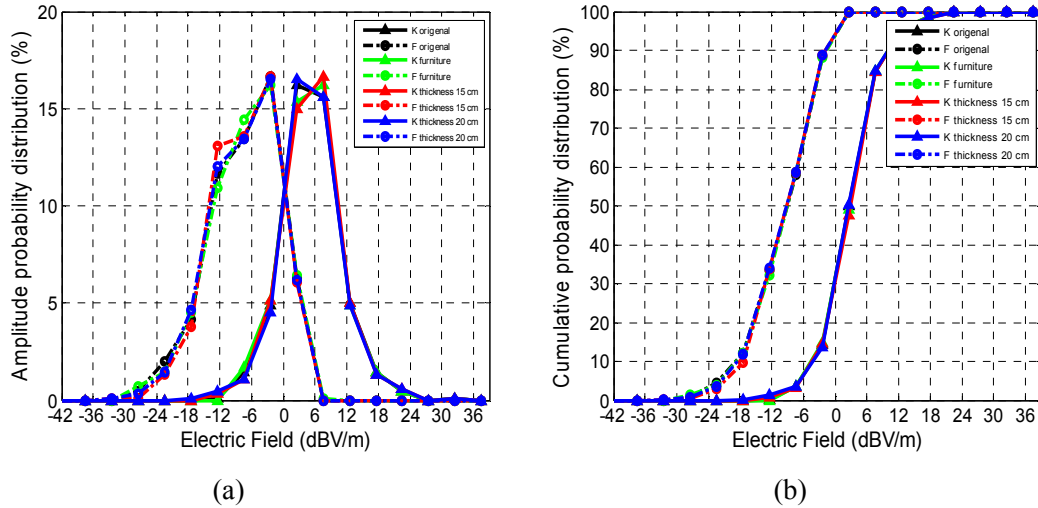 Amplitude probability distribution (%)
20
15
10
5
0
-42 -36 -30 -24 -18 -12 -6 0 6 12 18 24 30 36
Electric Field (dBV/m)
K origenal
F origenal
K furniture
F furniture
K thickness 15 cm
F thickness 15 cm
K thickness 20 cm
F thickness 20 cm
(a)
Cumulative probability distribution (%)
100
90
80
70
60
50
40
30
20
10
0
-42 -36 -30 -24 -18 -12 -6 0 6 12 18 24 30 36
Electric Field (dBV/m)
K origenal
F origenal
K furniture
F furniture
K thickness 15 cm
F thickness 15 cm
K thickness 20 cm
F thickness 20 cm
(b)